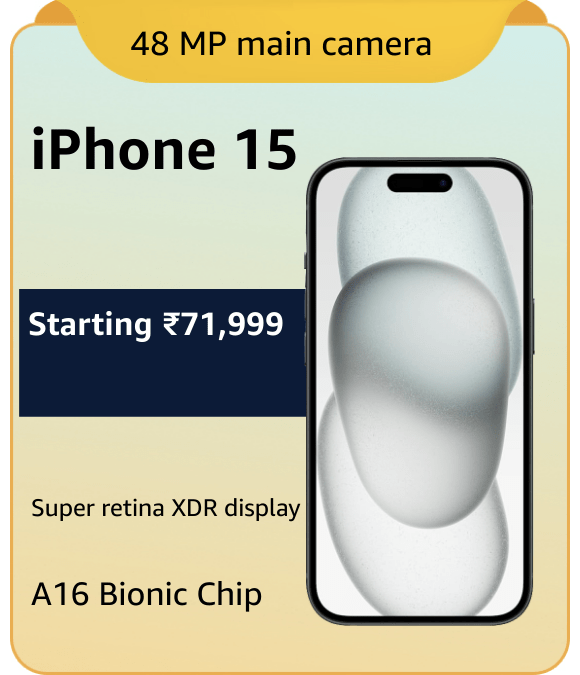 48 MP main camera
iPhone 15
Starting ₹71,999
Super retina XDR display
A16 Bionic Chip